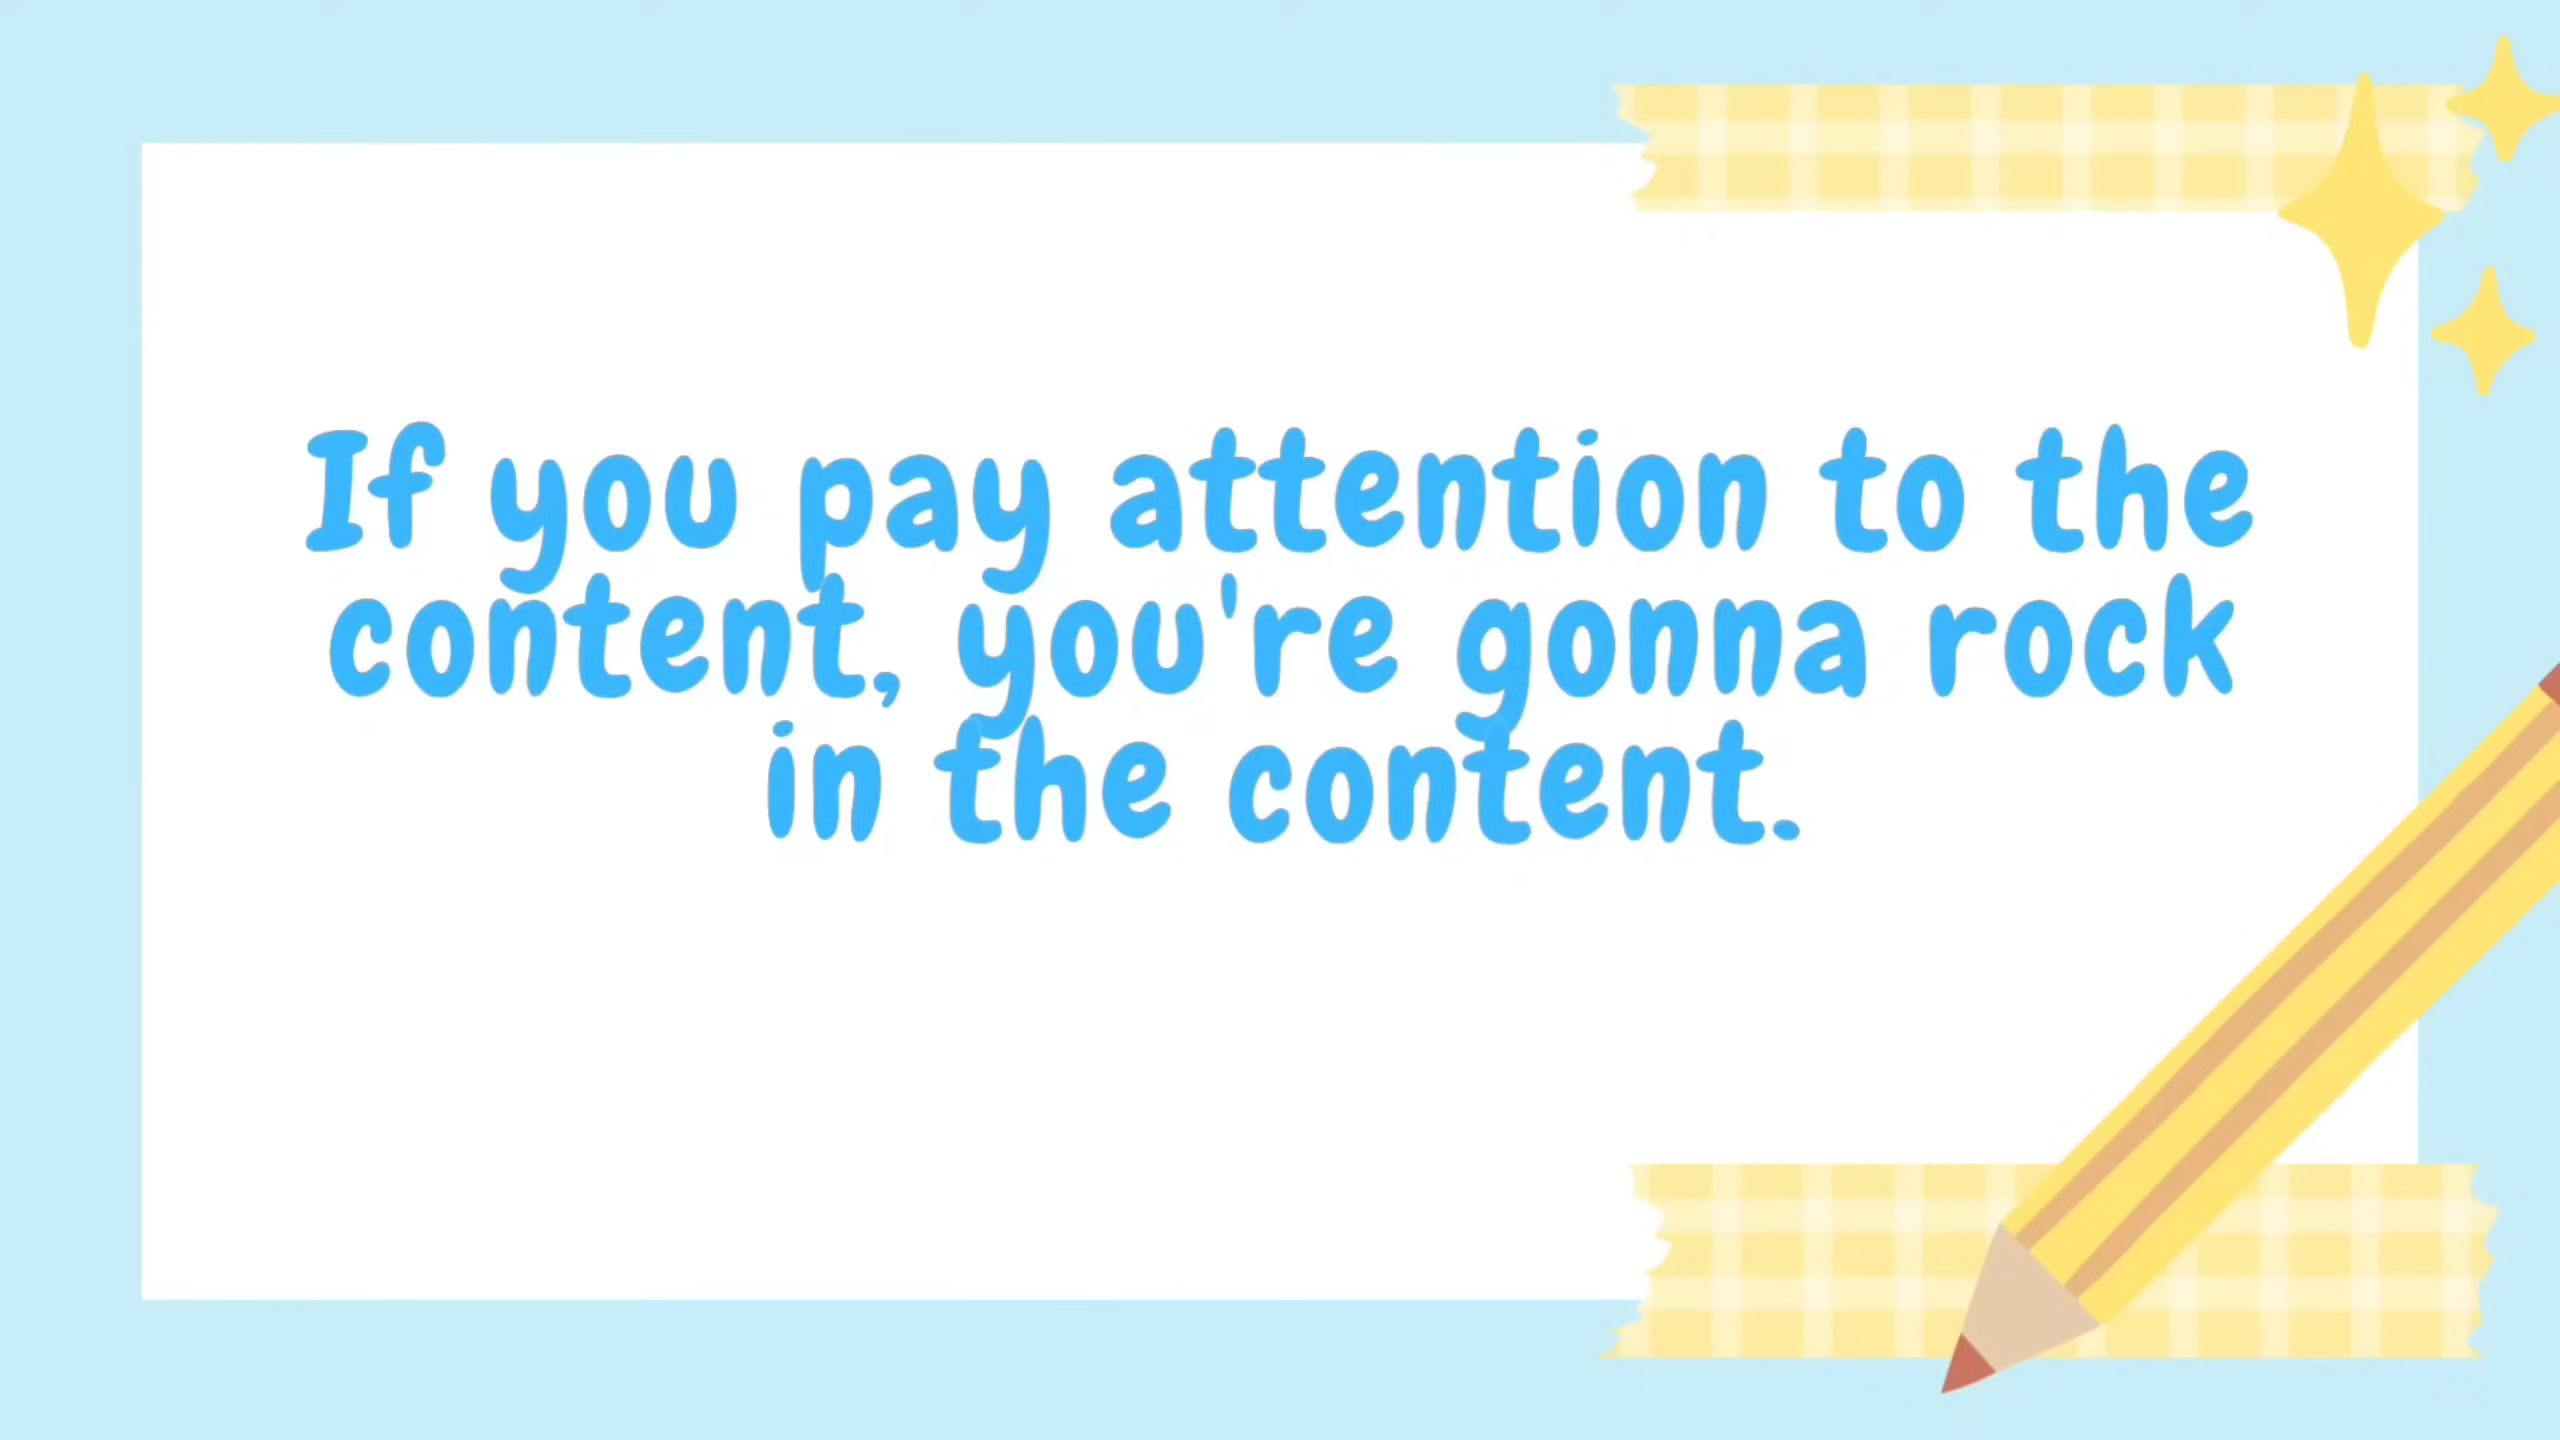 If you pay attention to the
content, you're gonna rock
in the content.